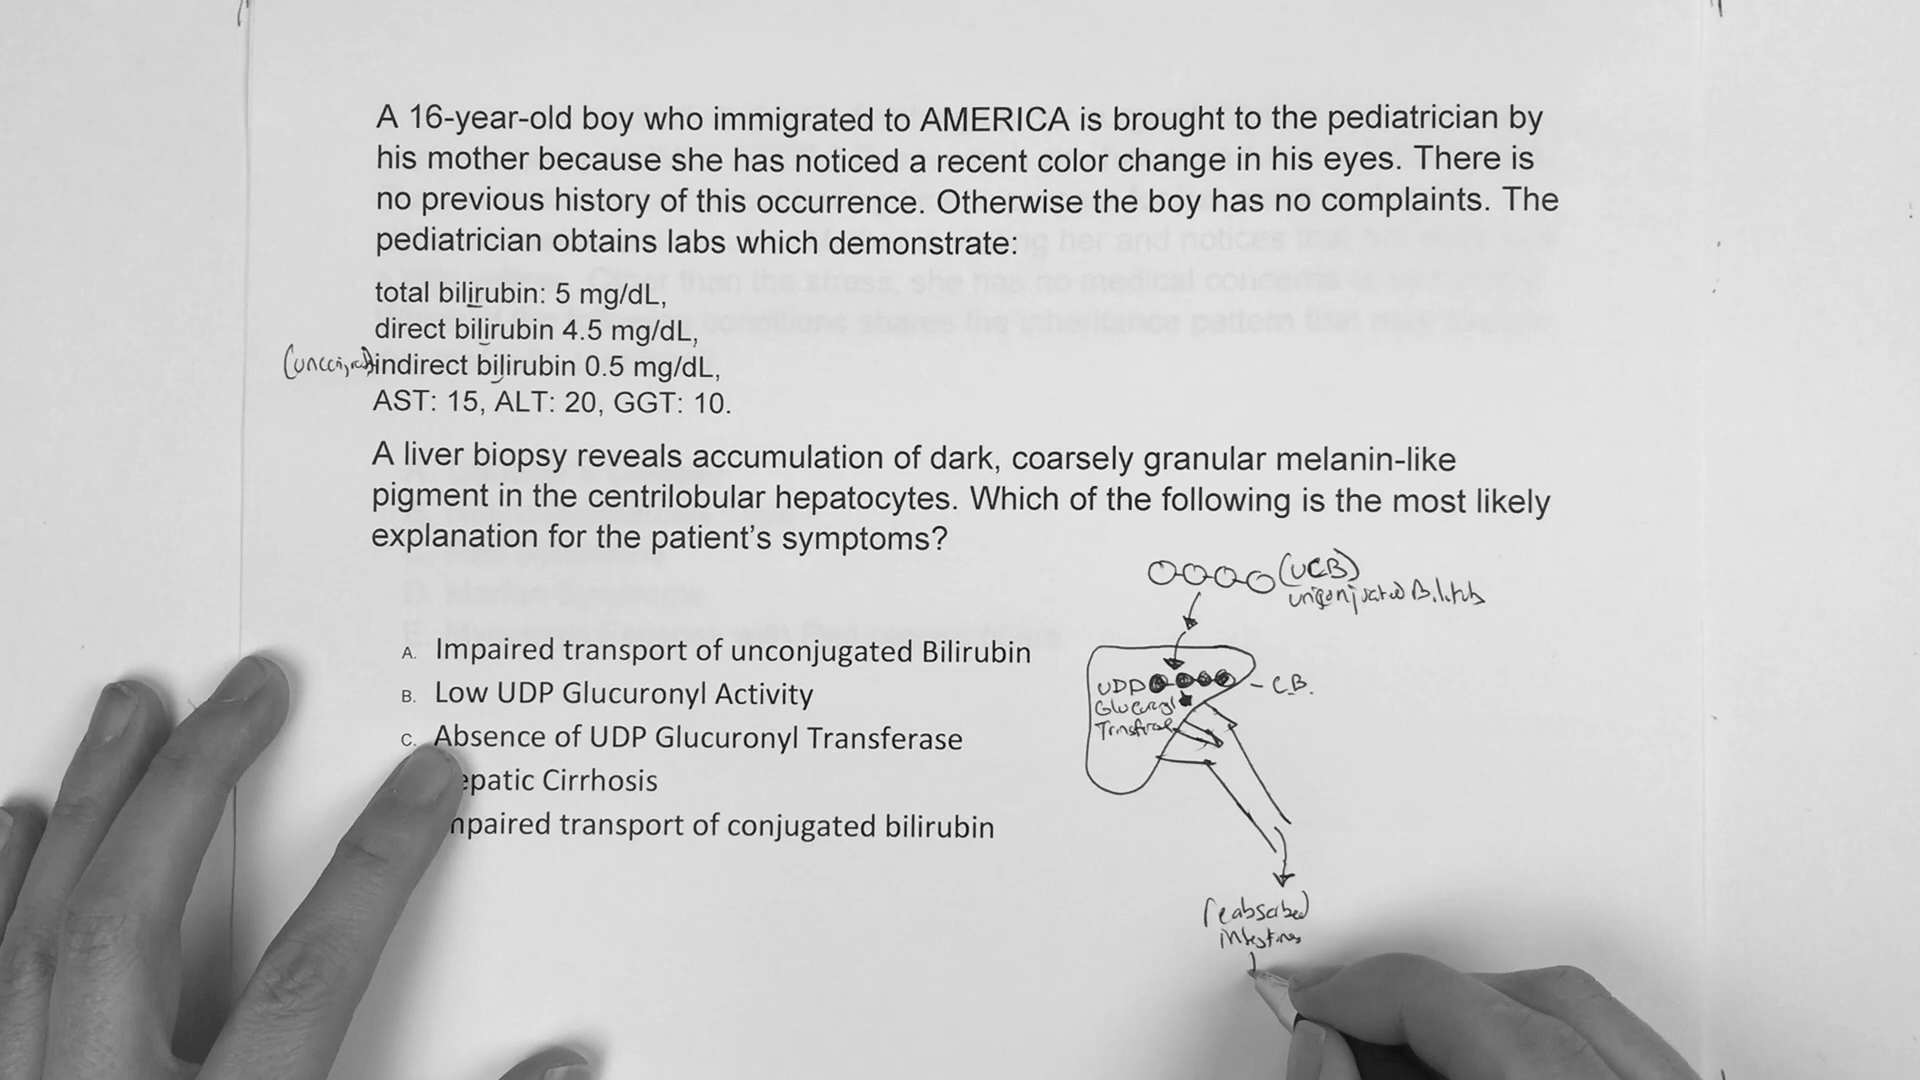 A 16-year-old boy who immigrated to AMERICA is brought to the pediatrician by
his mother because she has noticed a recent color change in his eyes. There is
no previous history of this occurrence. Otherwise the boy has no complaints. The
pediatrician obtains labs which demonstrate:
total bilirubin: 5 mg/dL,
direct bilirubin 4.5 mg/dL,
indirect bilirubin 0.5 mg/dL,
AST: 15, ALT: 20, GGT: 10.
A liver biopsy reveals accumulation of dark, coarsely granular melanin-like
pigment in the centrilobular hepatocytes. Which of the following is the most likely
explanation for the patient's symptoms?
(UCB)
A. Impaired transport of unconjugated Bilirubin
B. Low UDP Glucuronyl Activity
UDP
- C.B.
C. Absence of UDP Glucuronyl Transferase
epatic Cirrhosis
npaired transport of conjugated bilirubin
(reabsorbed)
intestines